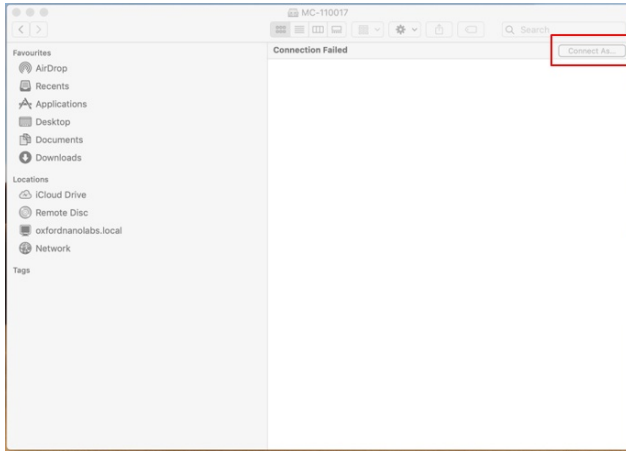 MC-110017
Search
Favourites
AirDrop
Recents
Applications
Desktop
Documents
Downloads
Locations
iCloud Drive
Remote Disc
oxfordnanolabs.local
Network
Tags
Connection Failed
Connect As...